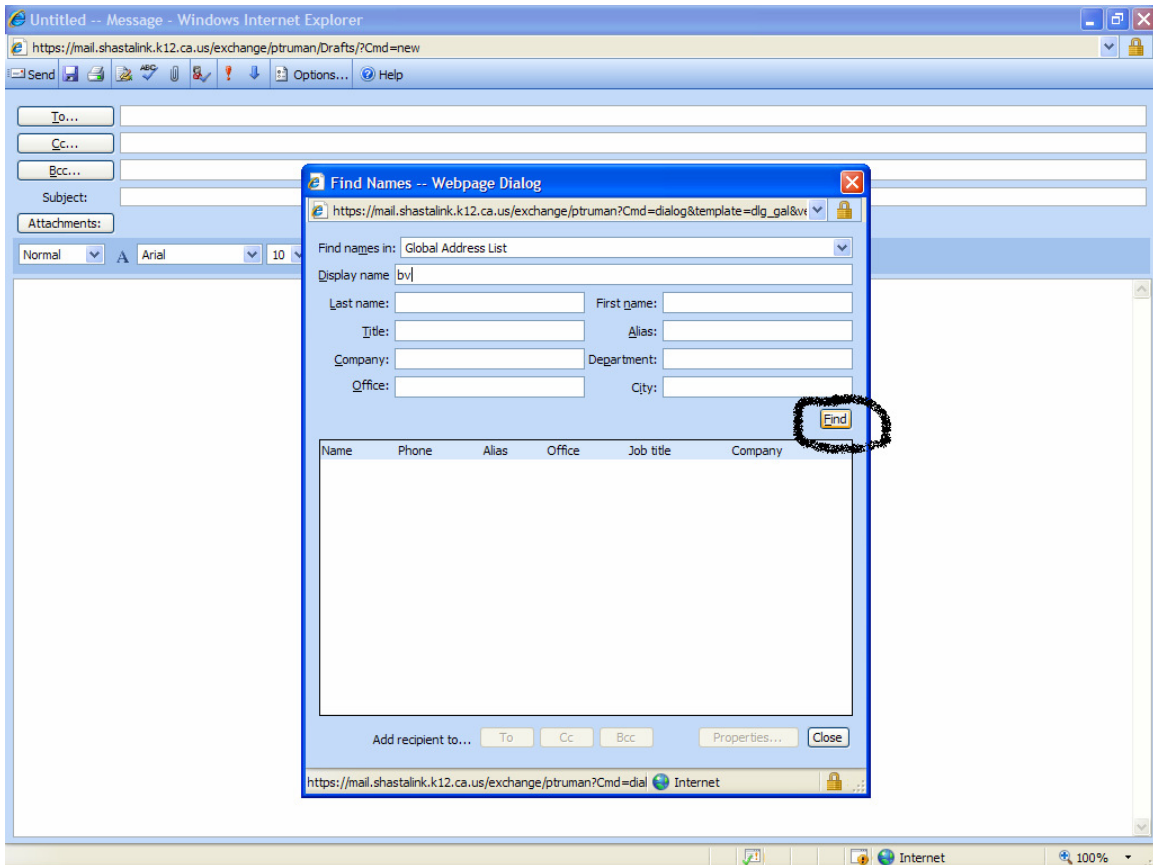 Untitled -- Message - Windows Internet Explorer
https://mail.shastalink.k12.ca.us/exchange/ptruman/Drafts/?Cmd=new
Send ABC Options... Help
To...
Cc...
Bcc...
Subject:
Attachments:
Normal A Arial 10
Find Names -- Webpage Dialog
https://mail.shastalink.k12.ca.us/exchange/ptruman?Cmd=dialog&template=dlg_gal&ve
Find names in: Global Address List
Display name bv
Last name: First name:
Title: Alias:
Company: Department:
Office: City:
Find
Name Phone Alias Office Job title Company
Add recipient to... To Cc Bcc Properties... Close
https://mail.shastalink.k12.ca.us/exchange/ptruman?Cmd=dial Internet
Internet 100%